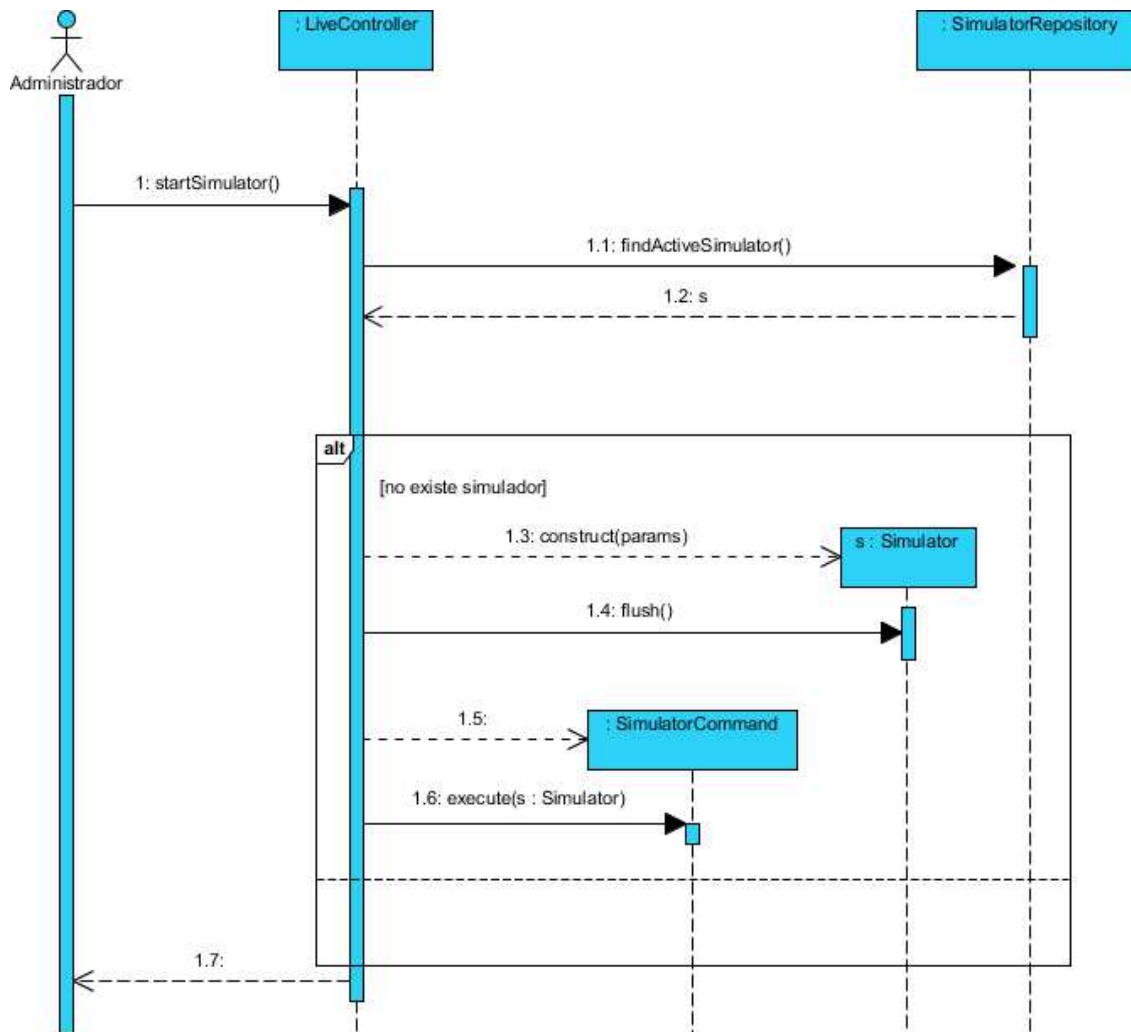 : LiveController
: SimulatorRepository
Administrador
1: startSimulator()
1.1: findActiveSimulator()
1.2: s
alt
[no existe simulador]
1.3: construct(params)
s : Simulator
1.4: flush()
1.5:
: SimulatorCommand
1.6: execute(s : Simulator)
1.7: